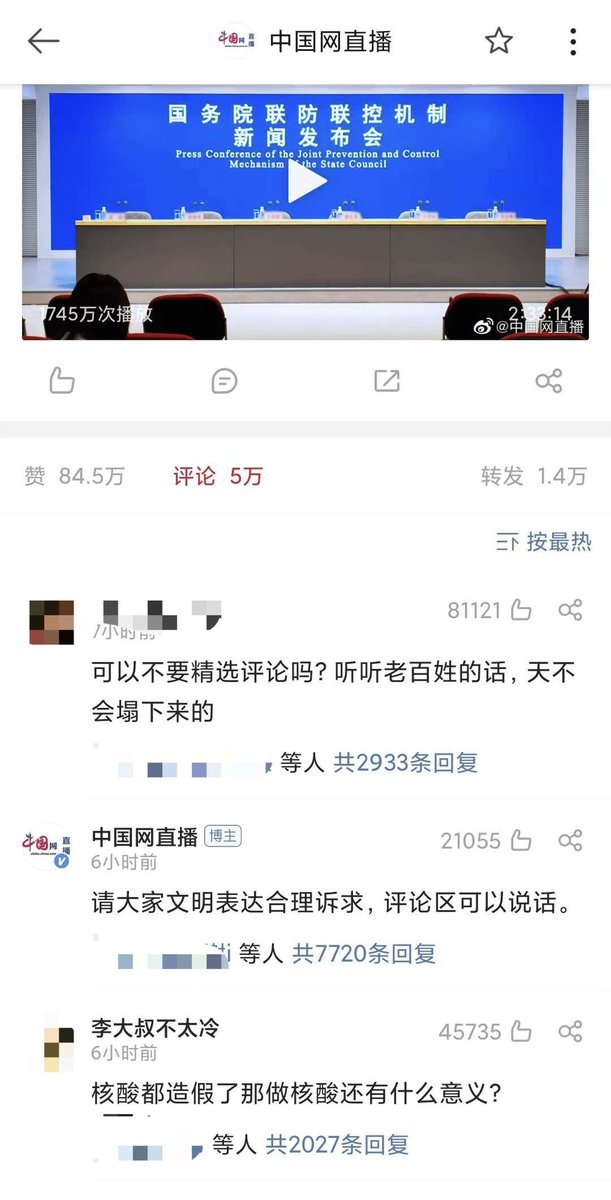 中国网直播
国务院联防联控机制
新闻发布会
Press Conference of the Joint Prevention and Control
Mechanism of the State Council
1745万次播放
2:33:14
@中国网直播
赞 84.5万 评论 5万 转发 1.4万
按最热
81121
7小时前
可以不要精选评论吗?听听老百姓的话,天不
会塌下来的
等人 共2933条回复
中国网直播 博主
21055
6小时前
请大家文明表达合理诉求,评论区可以说话。
等人 共7720条回复
李大叔不太冷
45735
6小时前
核酸都造假了那做核酸还有什么意义?
等人 共2027条回复